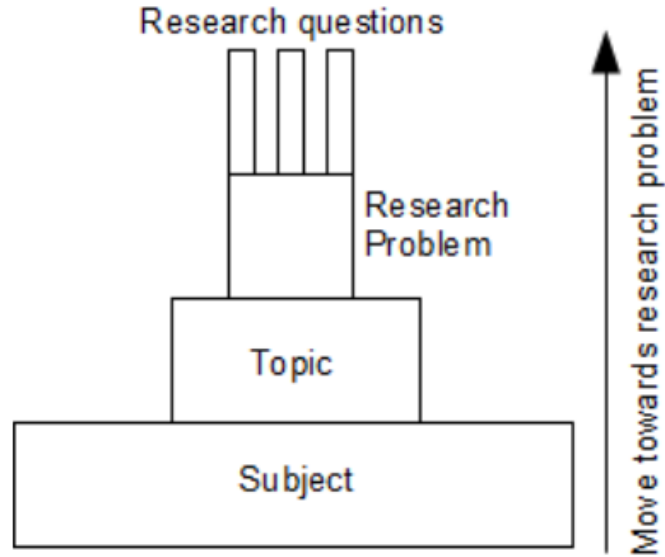 Research questions
Research
Problem
Topic
Subject
Move towards research problem